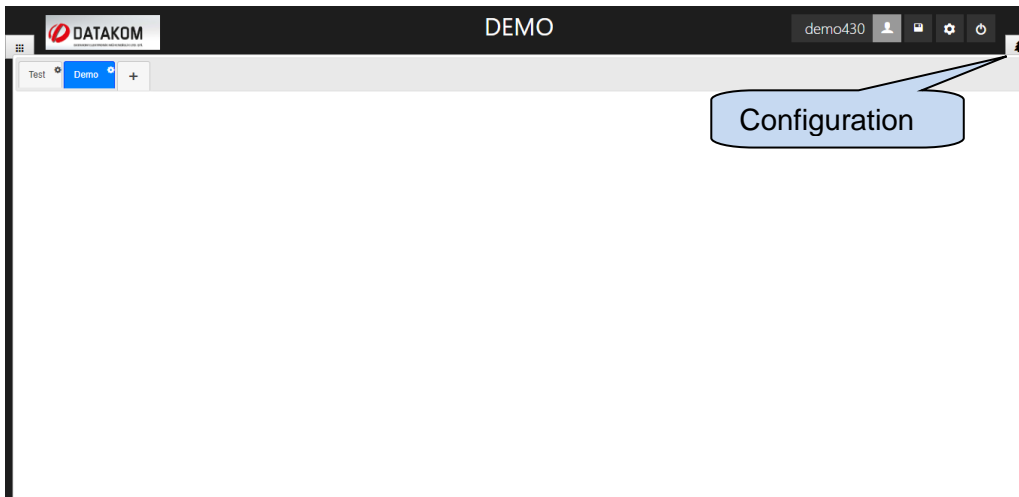 DATAKOM
DEMO
demo430
Test
Demo
+
Configuration